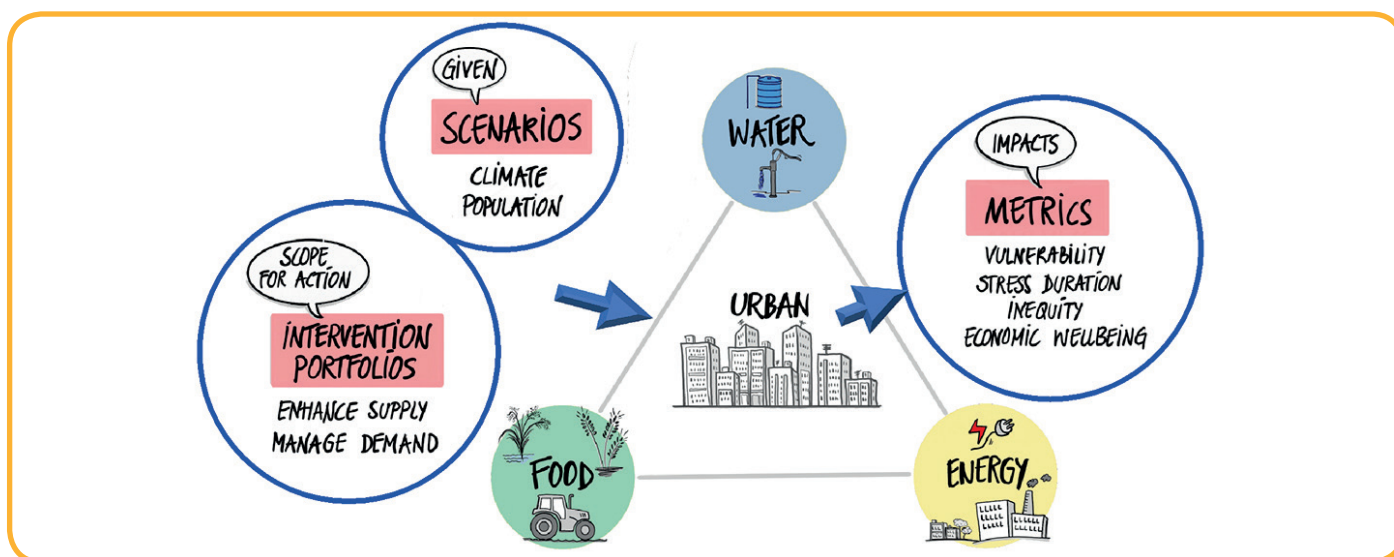 GIVEN
SCENARIOS
CLIMATE
POPULATION
SCOPE
FOR ACTION
INTERVENTION
PORTFOLIOS
ENHANCE SUPPLY
MANAGE DEMAND
WATER
URBAN
FOOD
ENERGY
IMPACTS
METRICS
VULNERABILITY
STRESS DURATION
INEQUITY
ECONOMIC WELLBEING